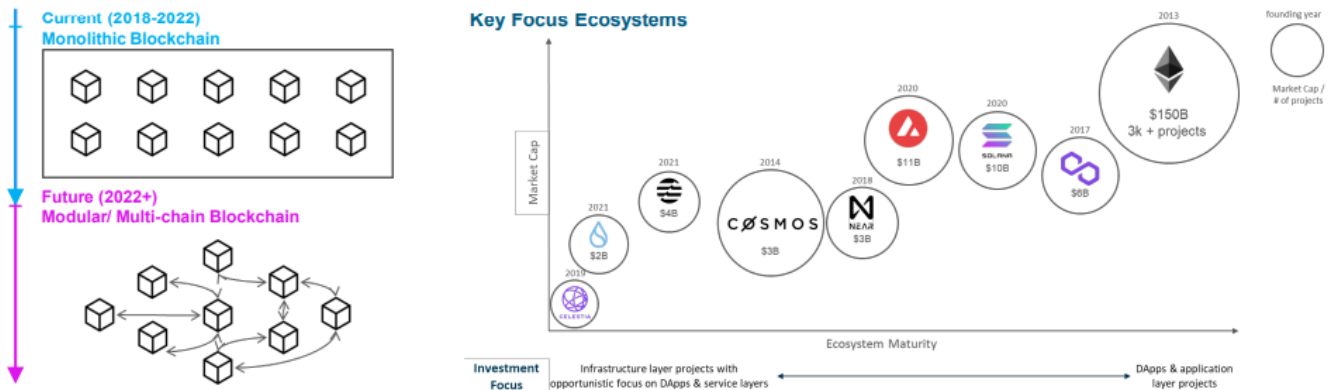 Current (2018-2022)
Monolithic Blockchain
Future (2022+)
Modular/ Multi-chain Blockchain
Key Focus Ecosystems
founding year
Market Cap /
# of projects
Market Cap
2019
CELESTIA
2021
$2B
2021
$4B
2014
COSMOS
$3B
2018
NEAR
$3B
2020
$11B
2020
SOLANA
$10B
2017
$6B
2013
$150B
3k + projects
Ecosystem Maturity
Investment
Focus
Infrastructure layer projects with
opportunistic focus on DApps & service layers
DApps & application
layer projects